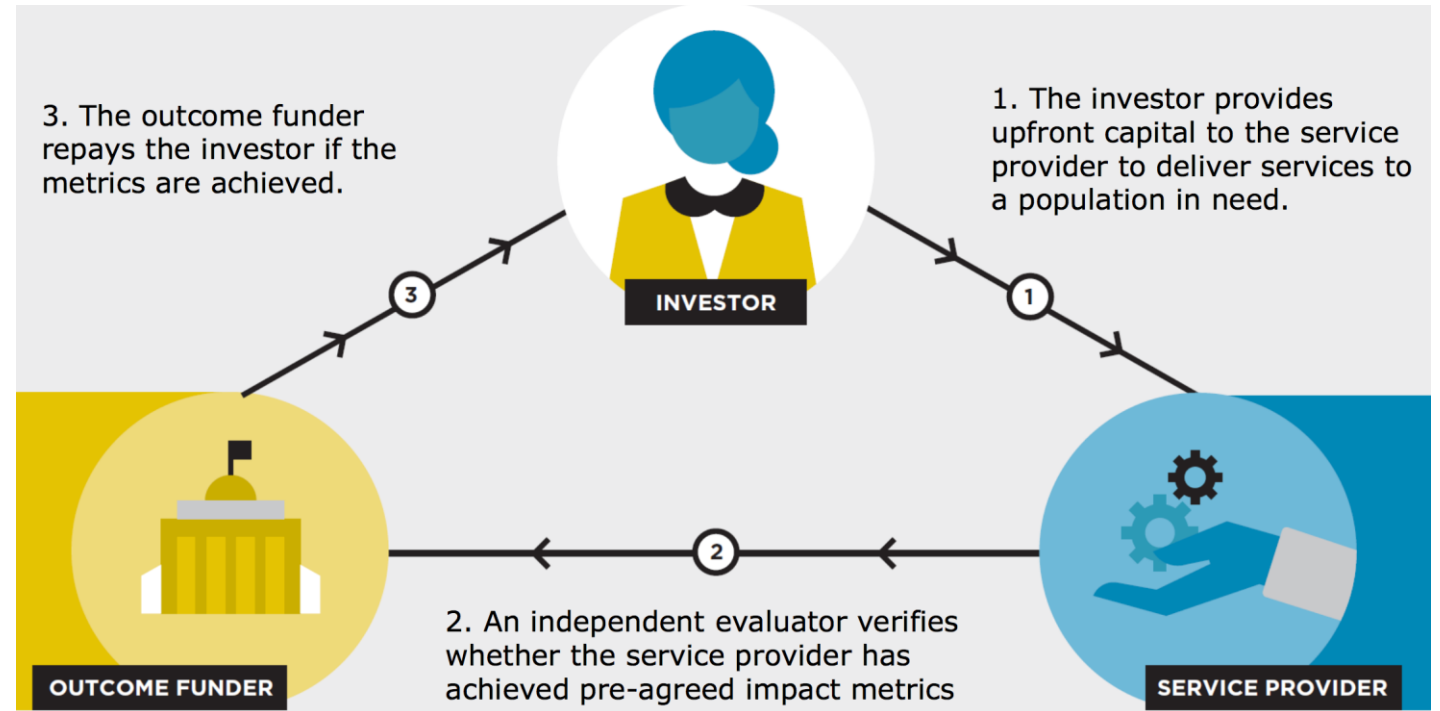 3. The outcome funder
repays the investor if the
metrics are achieved.
1. The investor provides
upfront capital to the service
provider to deliver services to
a population in need.
INVESTOR
3
1
2
2. An independent evaluator verifies
whether the service provider has
achieved pre-agreed impact metrics
OUTCOME FUNDER
SERVICE PROVIDER